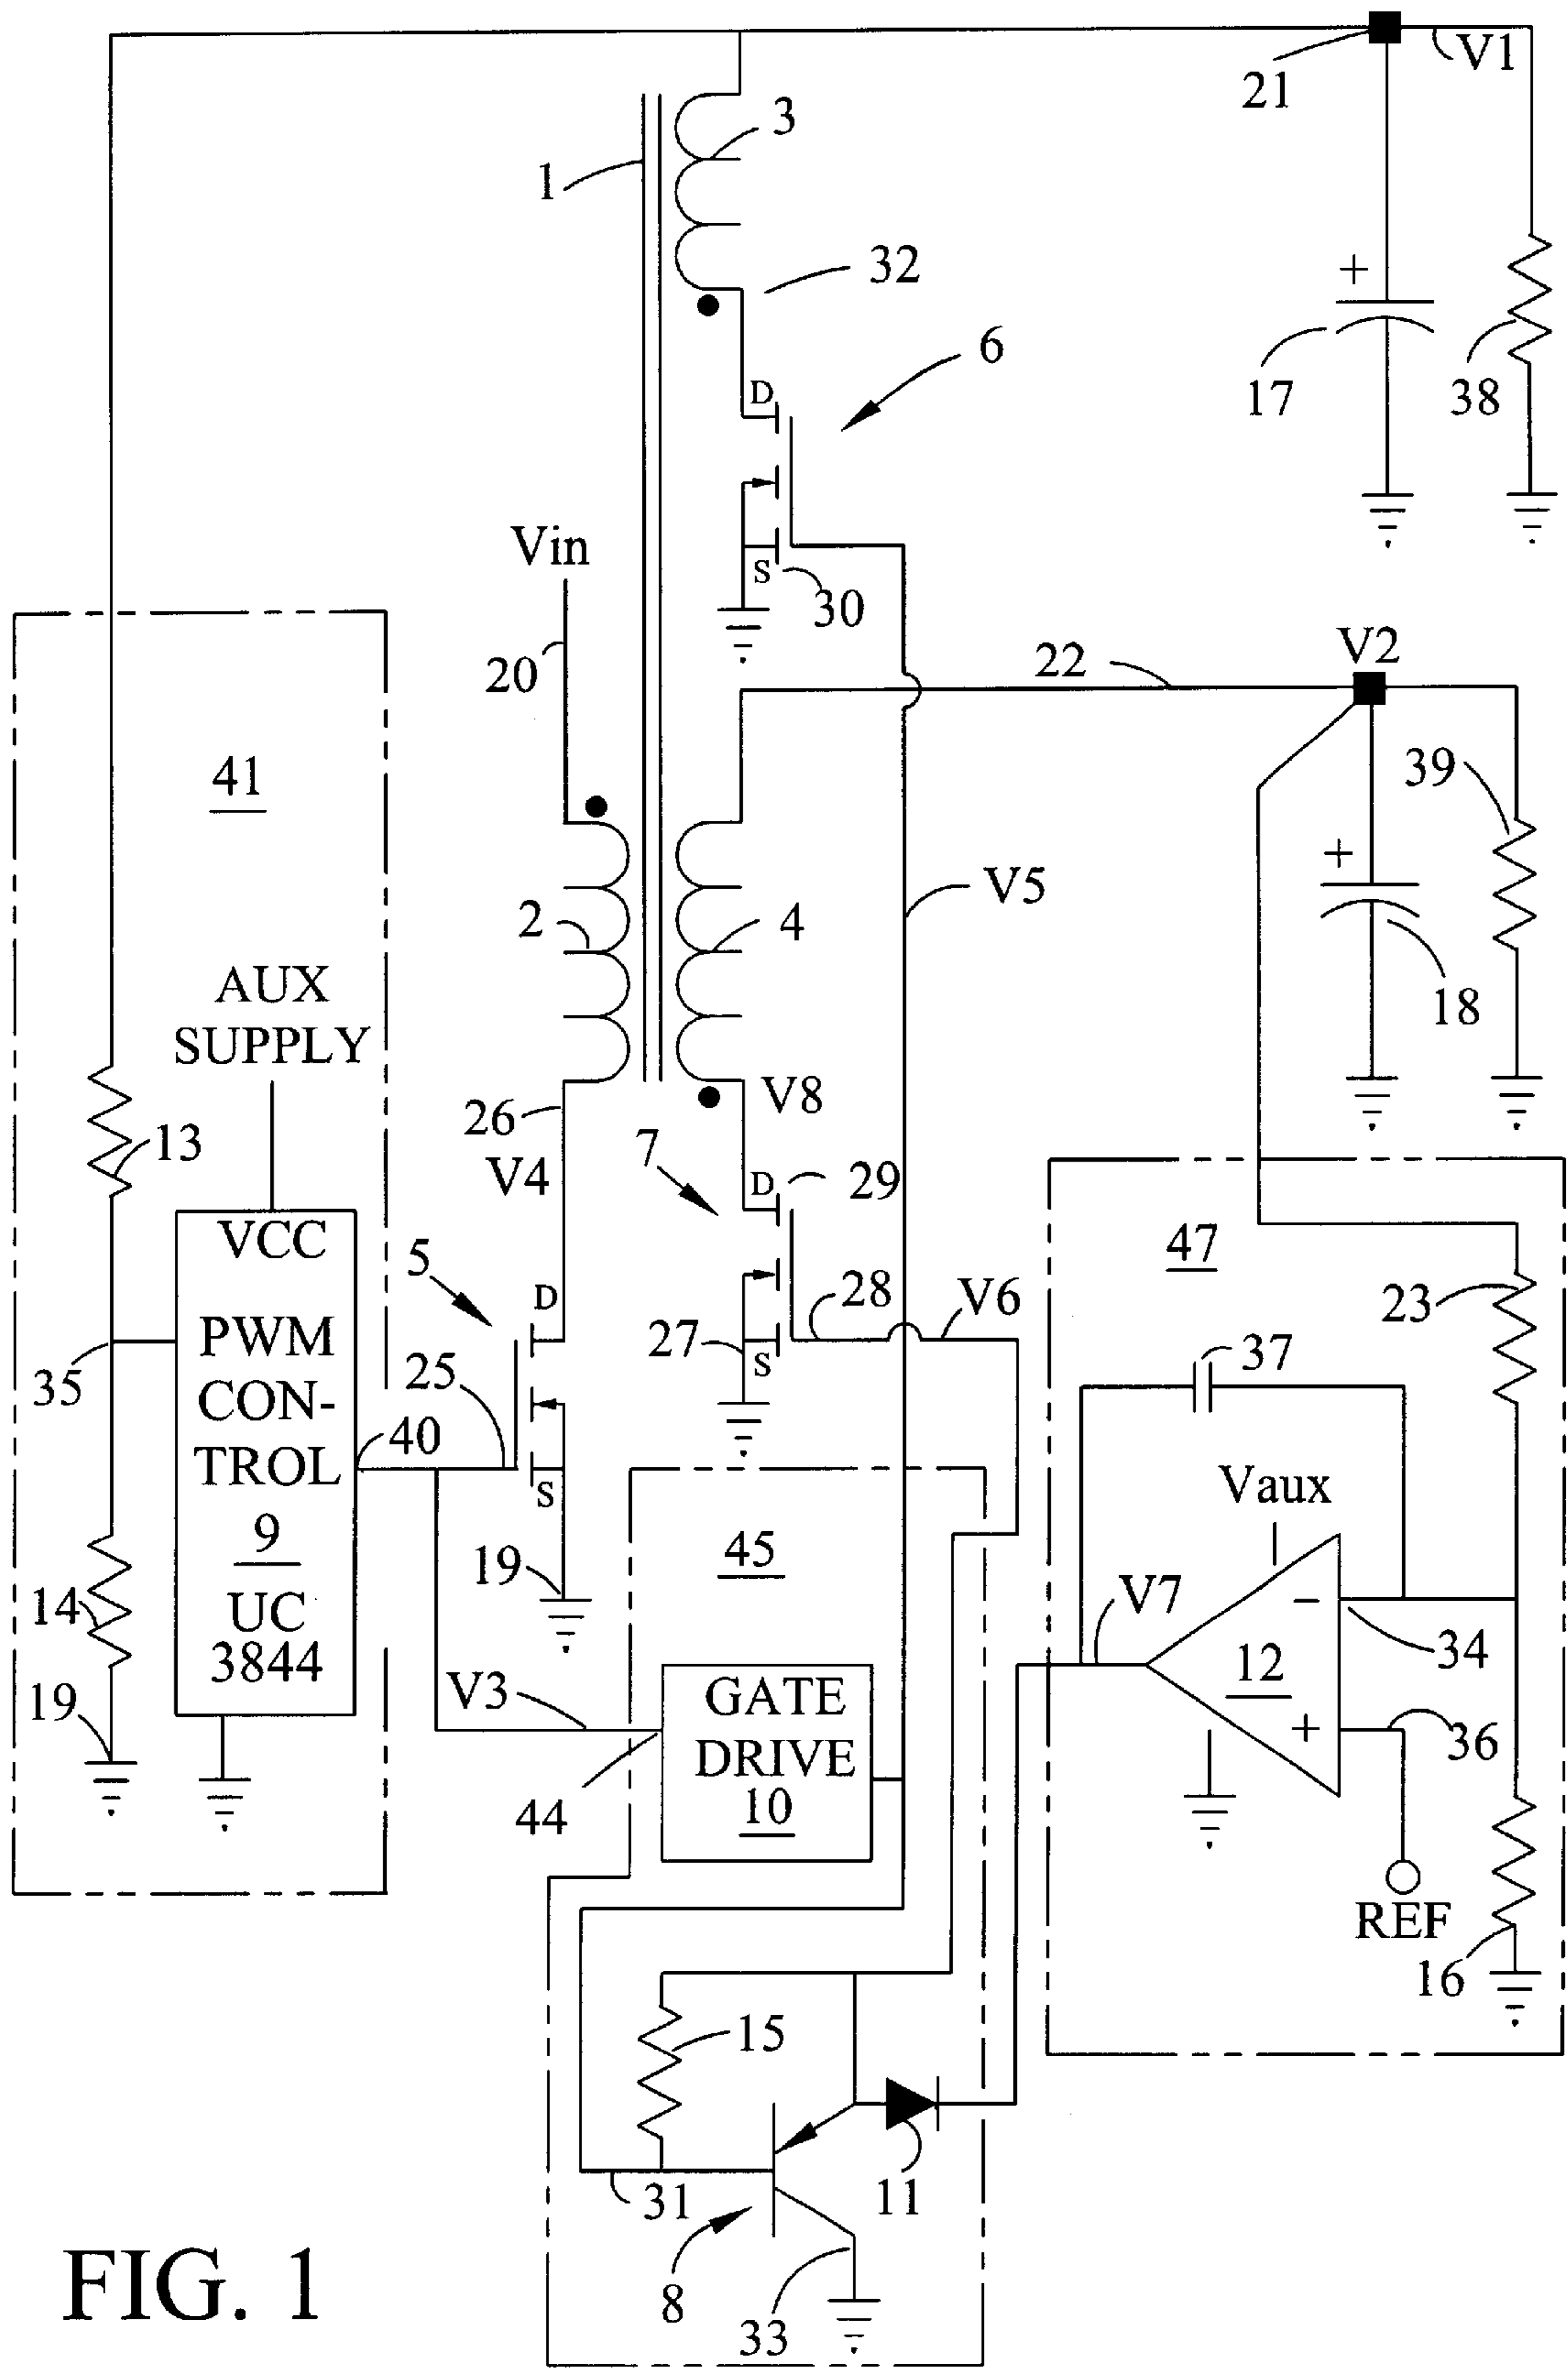 V1
21
3
1
32
6
+
17
38
D
Vin
S
30
20
V2
22
41
39
+
V5
2
4
18
AUX
SUPPLY
26
V8
V4
7
D
29
13
VCC
5
D
47
23
PWM
CON-
TROL
9
UC
3844
35
25
40
27
S
28
V6
37
S
Vaux
45
19
14
V7
−
12
34
+
36
19
V3
GATE
DRIVE
10
44
REF
16
15
31
11
8
33
FIG. 1